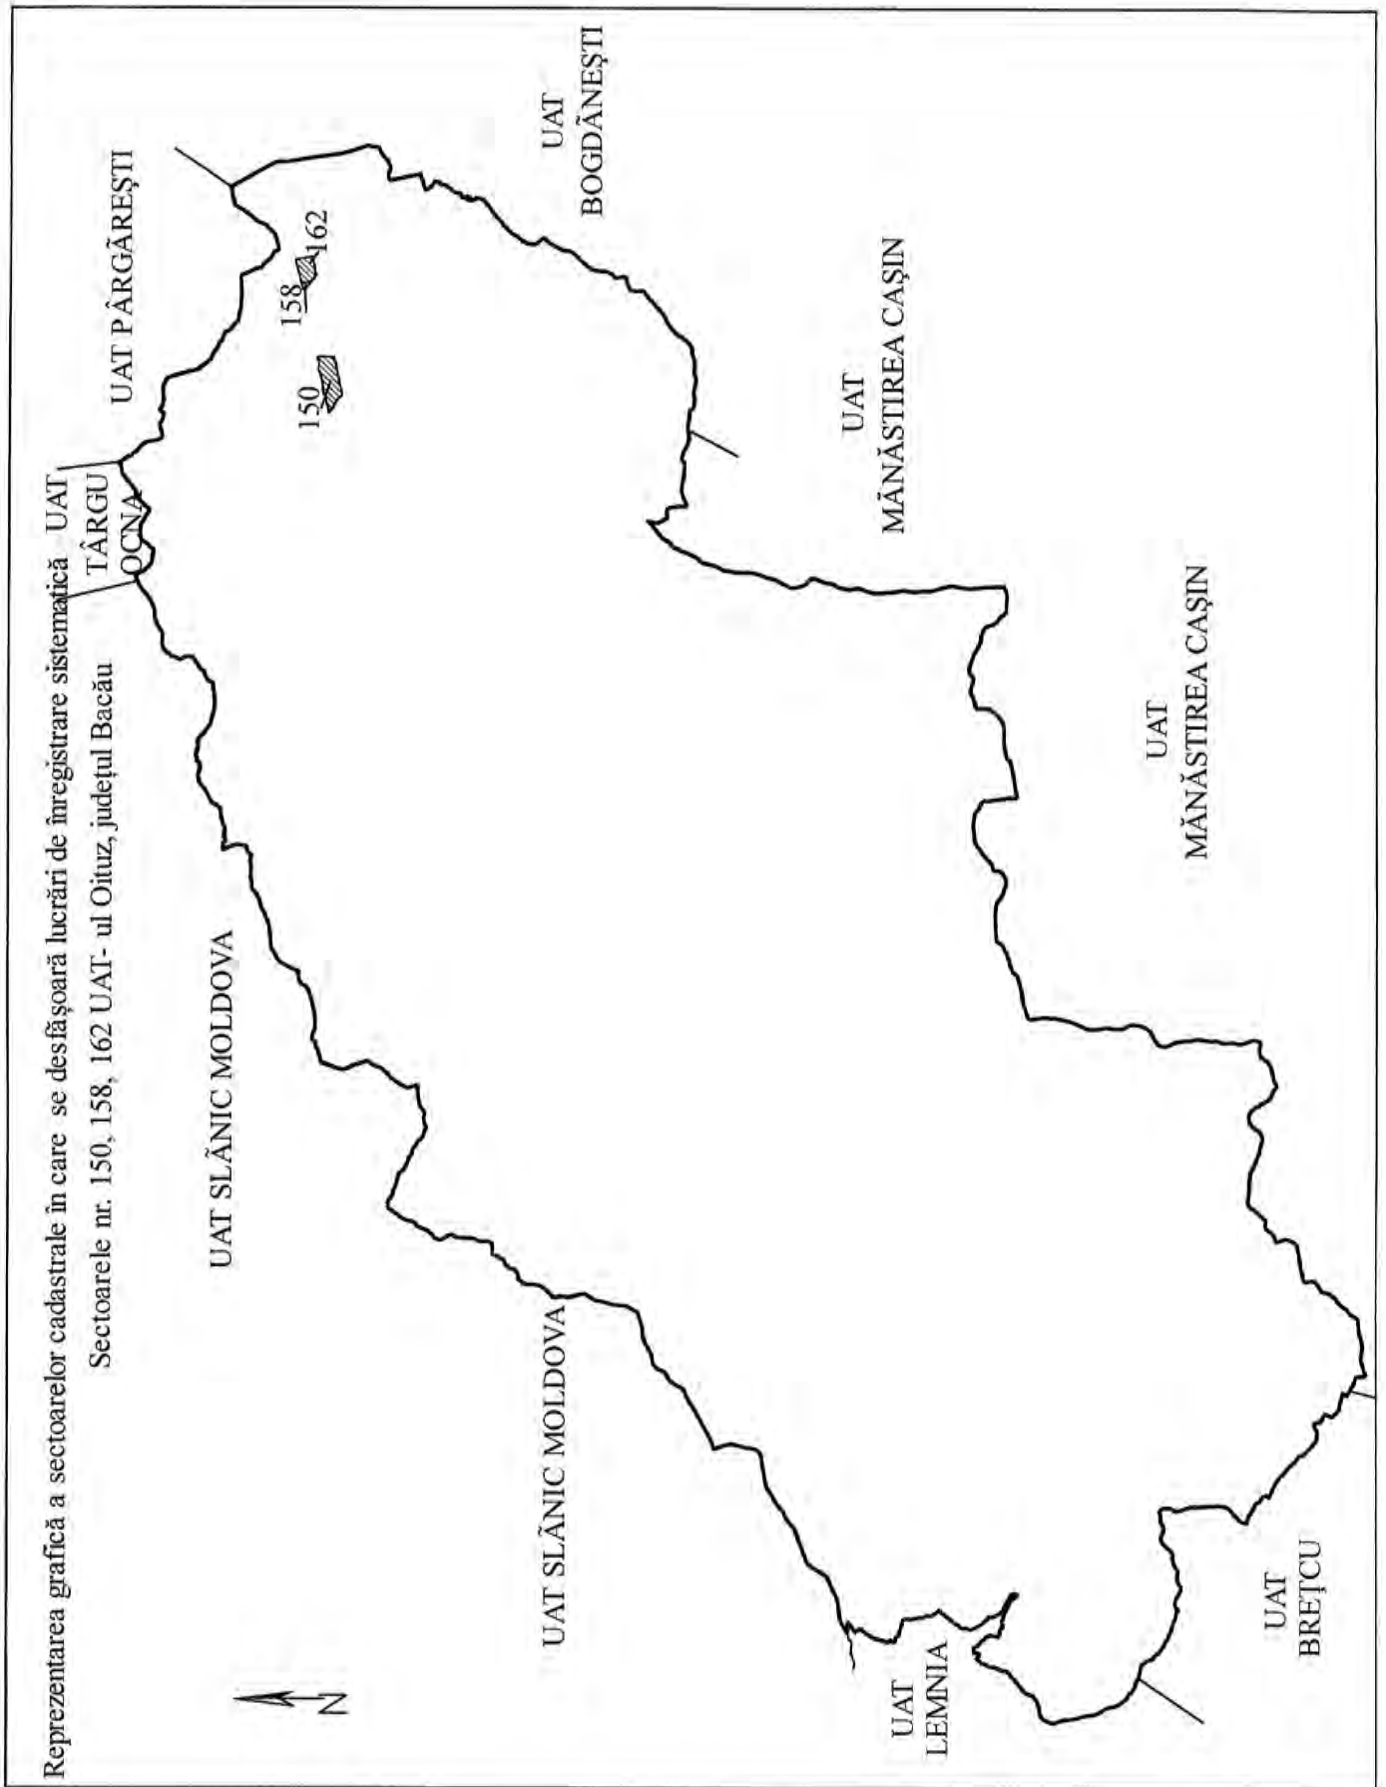 Reprezentarea grafică a sectoarelor cadastrale în care se desfășoară lucrări de înregistrare sistematică
Sectoarele nr. 150, 158, 162 UAT- ul Oituz, județul Bacău
UAT
TÂRGU
OCNA
UAT PÂRGĂREȘTI
UAT SLĂNIC MOLDOVA
158
162
150
N
UAT SLĂNIC MOLDOVA
UAT
BOGDĂNEȘTI
UAT
MĂNĂSTIREA CAȘIN
UAT
LEMNIA
UAT
MĂNĂSTIREA CAȘIN
UAT
BREȚCU